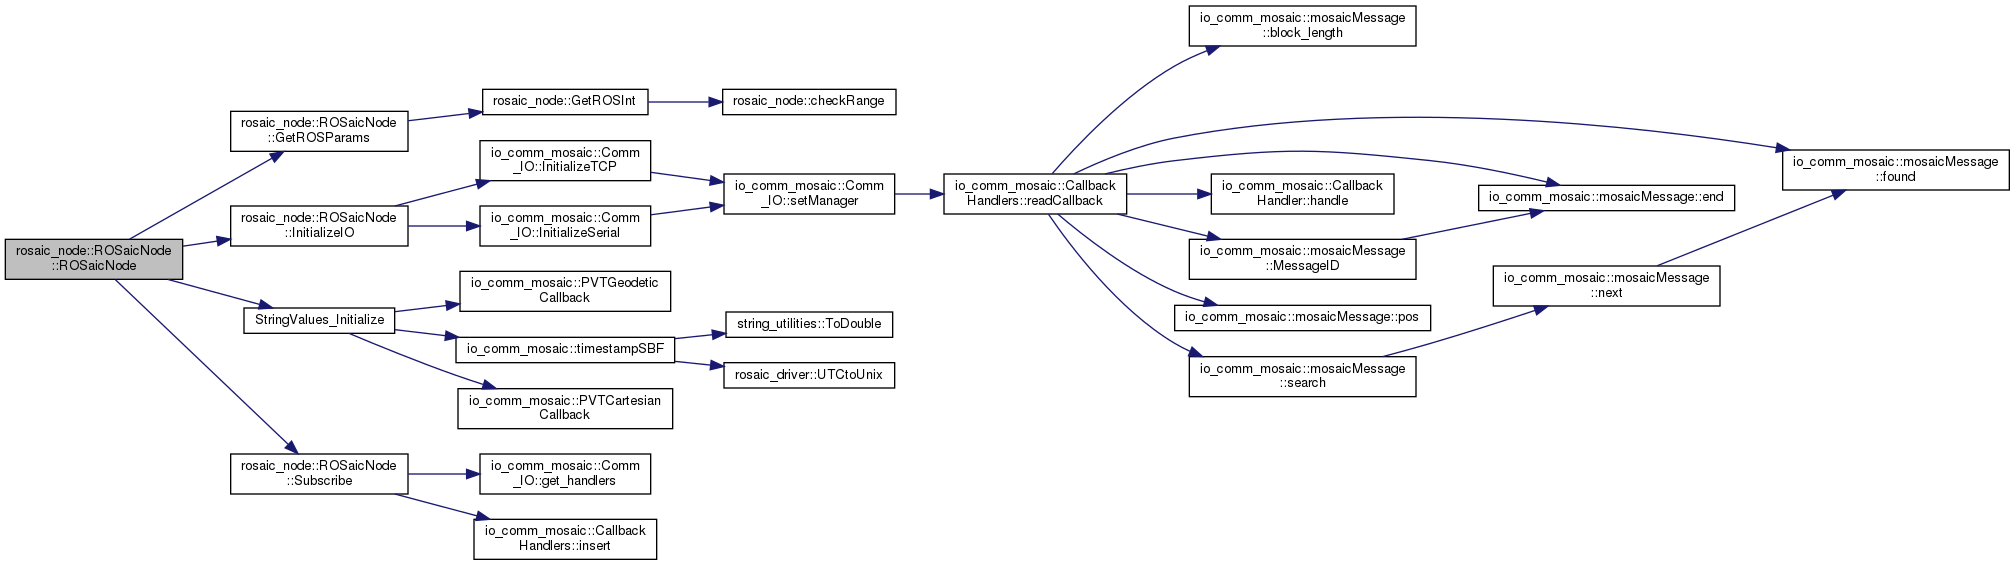 rosaic_node::ROSaicNode
::ROSaicNode
rosaic_node::ROSaicNode
::GetROSParams
rosaic_node::ROSaicNode
::InitializeIO
StringValues_Initialize
rosaic_node::ROSaicNode
::Subscribe
rosaic_node::GetROSInt
io_comm_mosaic::Comm
_IO::InitializeTCP
io_comm_mosaic::Comm
_IO::InitializeSerial
io_comm_mosaic::PVTGeodetic
Callback
io_comm_mosaic::timestampSBF
io_comm_mosaic::PVTCartesian
Callback
io_comm_mosaic::Comm
_IO::get_handlers
io_comm_mosaic::Callback
Handlers::insert
rosaic_node::checkRange
io_comm_mosaic::Comm
_IO::setManager
string_utilities::ToDouble
rosaic_driver::UTCtoUnix
io_comm_mosaic::Callback
Handlers::readCallback
io_comm_mosaic::mosaicMessage
::block_length
io_comm_mosaic::Callback
Handler::handle
io_comm_mosaic::mosaicMessage
::MessageID
io_comm_mosaic::mosaicMessage::pos
io_comm_mosaic::mosaicMessage
::search
io_comm_mosaic::mosaicMessage::end
io_comm_mosaic::mosaicMessage
::next
io_comm_mosaic::mosaicMessage
::found